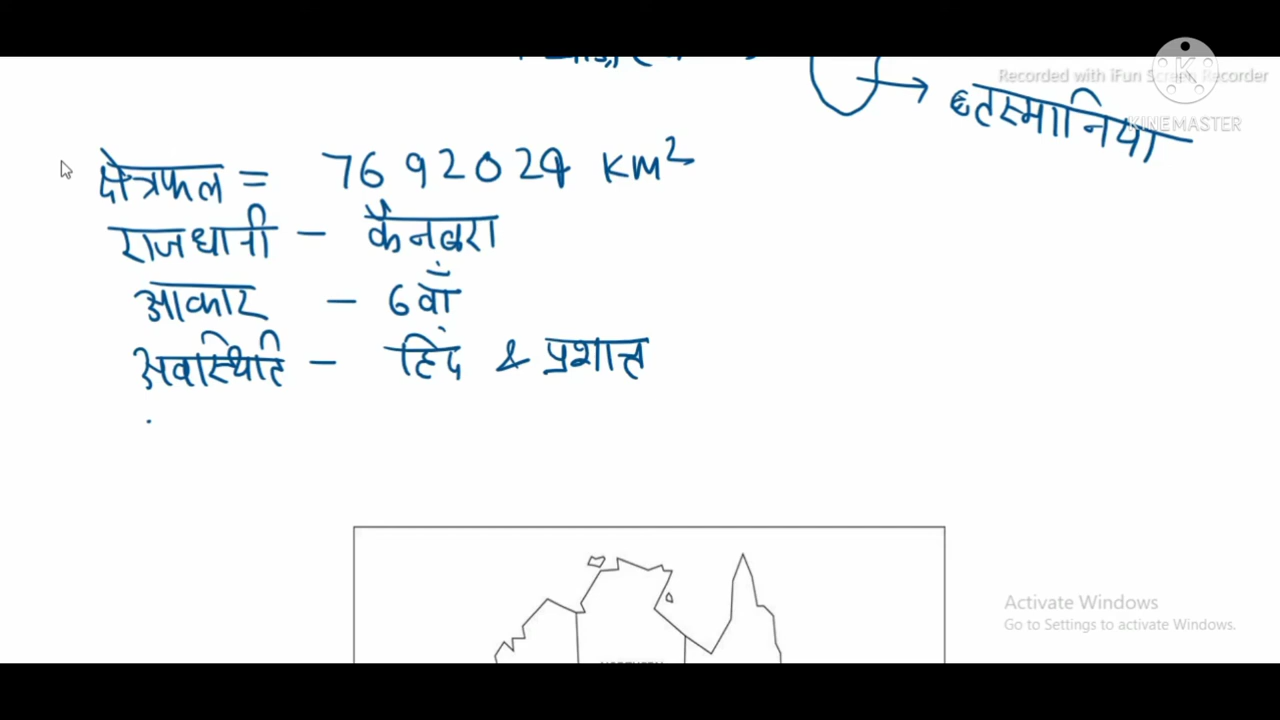 Recorded with iFun Screen Recorder
KINEMASTER
तस्मानिया
क्षेत्रफल = 7692024 KM²
राजधानी - कैनबरा
आकार - 6वाँ
अवस्थिति - हिंद & प्रशान्त
Activate Windows
Go to Settings to activate Windows.